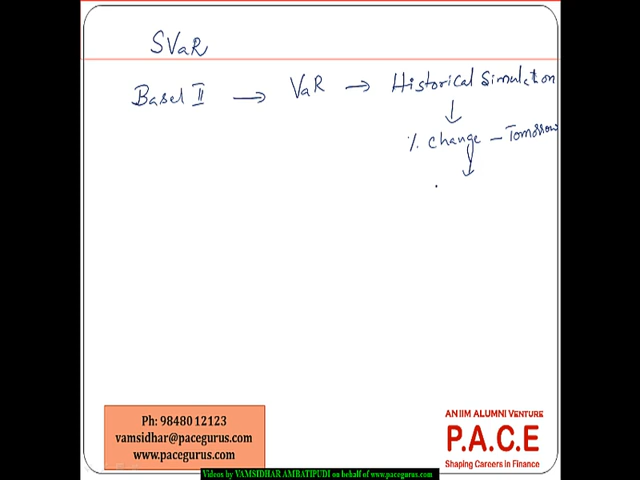 SVaR
Basel II → VaR → Historical Simulation
↓
% change – Tomorrow
↓
Ph: 98480 12123
vamsidhar@pacegurus.com
www.pacegurus.com
AN IIM ALUMNI VENTURE
P.A.C.E
Shaping Careers in Finance
Videos by VAMSIDHAR AMBATIPUDI on behalf of www.pacegurus.com